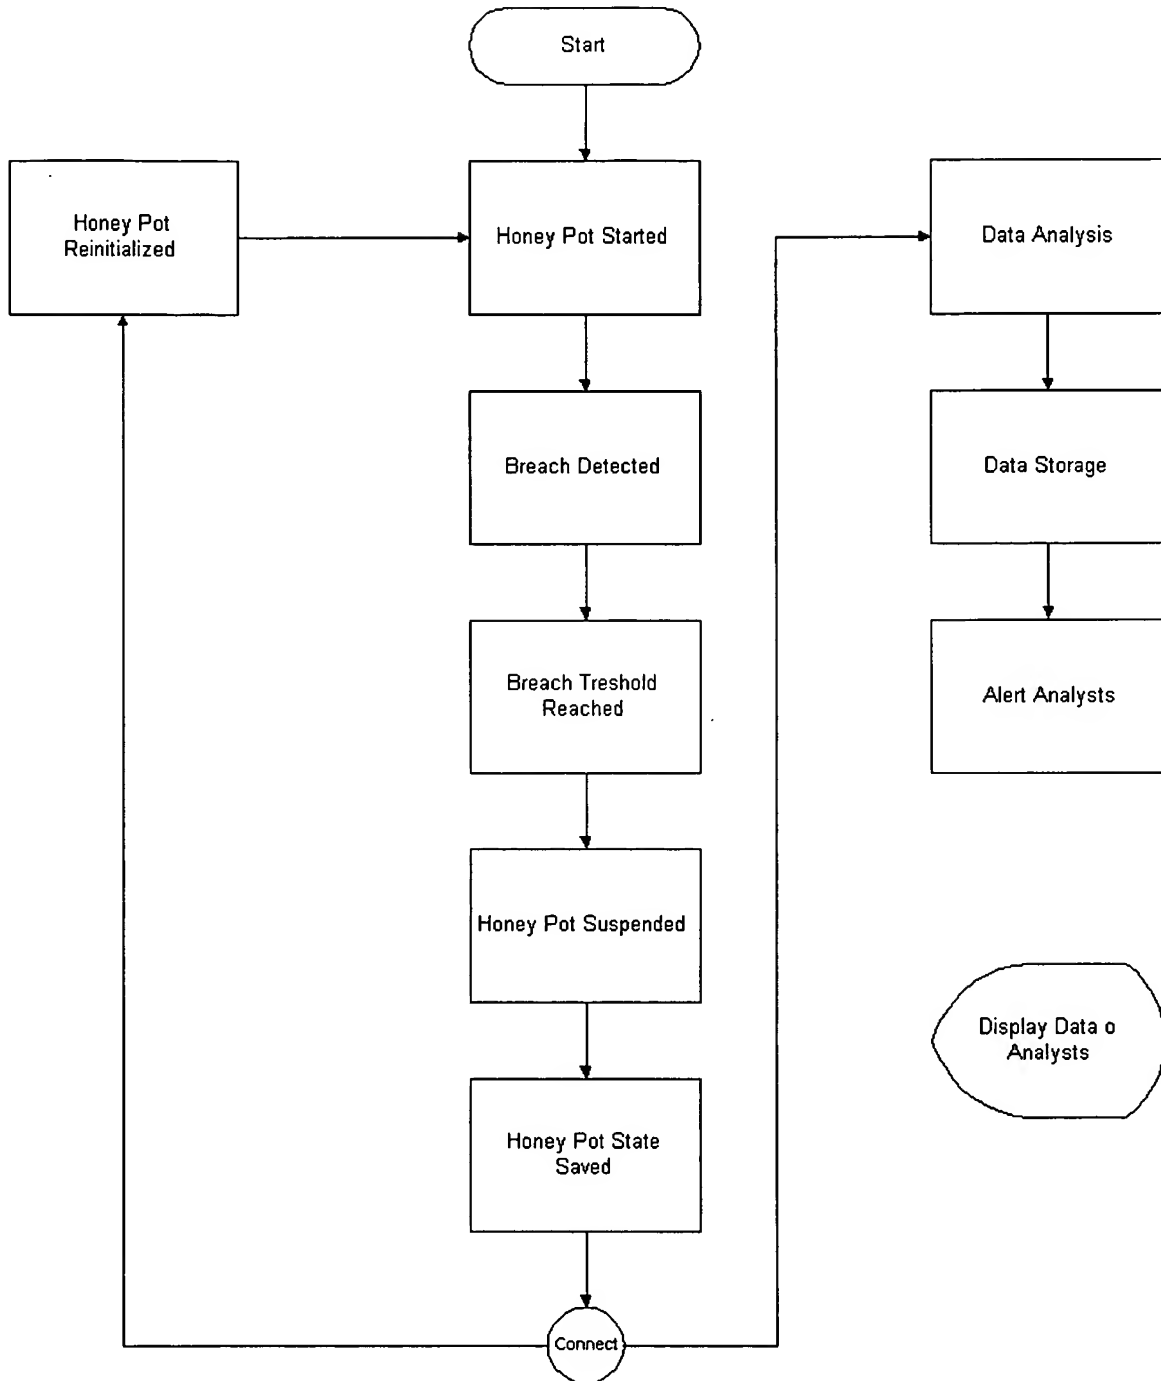 Start
Honey Pot
Reinitialized
Honey Pot Started
Data Analysis
Breach Detected
Data Storage
Breach Treshold
Reached
Alert Analysts
Honey Pot Suspended
Display Data o
Analysts
Honey Pot State
Saved
Connect